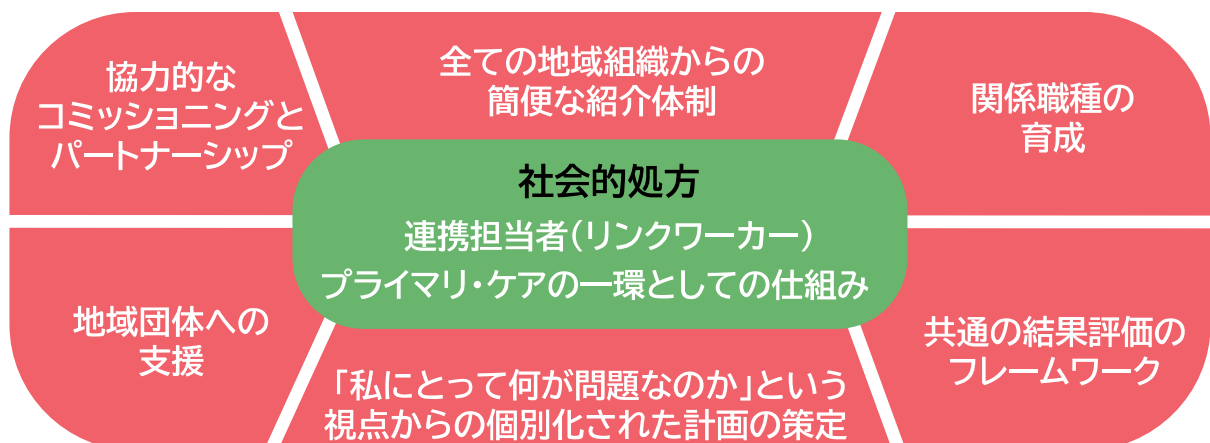 協力的な
コミッショニングと
パートナーシップ
全ての地域組織からの
簡便な紹介体制
関係職種の
育成
社会的処方
連携担当者(リンクワーカー)
プライマリ・ケアの一環としての仕組み
地域団体への
支援
「私にとって何が問題なのか」という
視点からの個別化された計画の策定
共通の結果評価の
フレームワーク